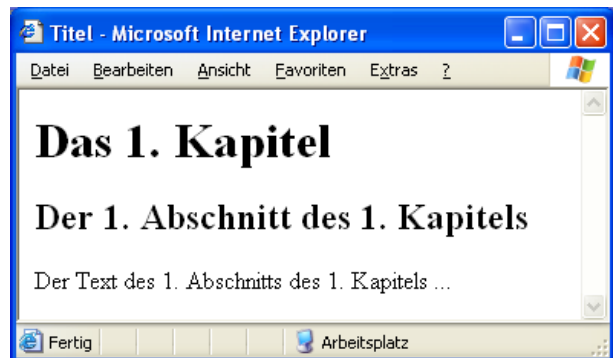 Titel - Microsoft Internet Explorer
Datei Bearbeiten Ansicht Favoriten Extras ?
Das 1. Kapitel
Der 1. Abschnitt des 1. Kapitels
Der Text des 1. Abschnitts des 1. Kapitels ...
Fertig Arbeitsplatz